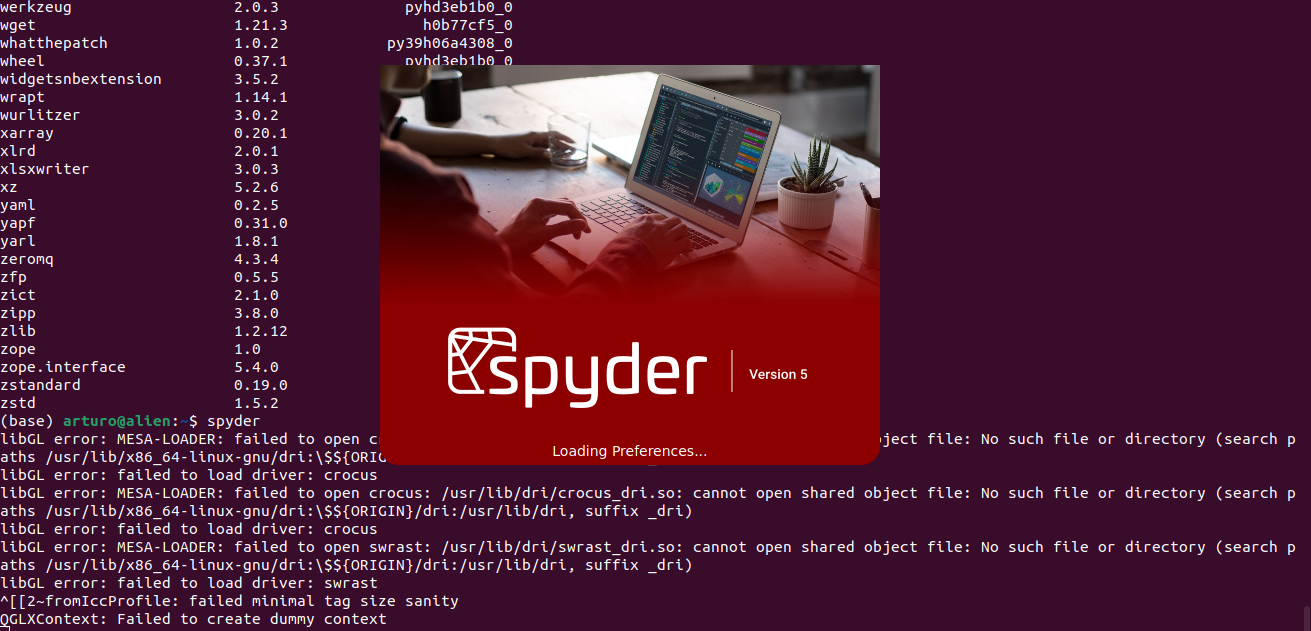 werkzeug 2.0.3 pyhd3eb1b0_0
wget 1.21.3 h0b77cf5_0
whatthepatch 1.0.2 py39h06a4308_0
wheel 0.37.1 pyhd3eb1b0_0
widgetsnbextension 3.5.2
wrapt 1.14.1
wurlitzer 3.0.2
xarray 0.20.1
xlrd 2.0.1
xlsxwriter 3.0.3
xz 5.2.6
yaml 0.2.5
yapf 0.31.0
yarl 1.8.1
zeromq 4.3.4
zfp 0.5.5
zict 2.1.0
zipp 3.8.0
zlib 1.2.12
zope 1.0
zope.interface 5.4.0
zstandard 0.19.0
zstd 1.5.2
spyder
Version 5
Loading Preferences...
(base) arturo@alien:~$ spyder
libGL error: MESA-LOADER: failed to open cr ject file: No such file or directory (search p
aths /usr/lib/x86_64-linux-gnu/dri:\$${ORIG
libGL error: failed to load driver: crocus
libGL error: MESA-LOADER: failed to open crocus: /usr/lib/dri/crocus_dri.so: cannot open shared object file: No such file or directory (search p
aths /usr/lib/x86_64-linux-gnu/dri:\$${ORIGIN}/dri:/usr/lib/dri, suffix _dri)
libGL error: failed to load driver: crocus
libGL error: MESA-LOADER: failed to open swrast: /usr/lib/dri/swrast_dri.so: cannot open shared object file: No such file or directory (search p
aths /usr/lib/x86_64-linux-gnu/dri:\$${ORIGIN}/dri:/usr/lib/dri, suffix _dri)
libGL error: failed to load driver: swrast
^[[2~fromIccProfile: failed minimal tag size sanity
QGLXContext: Failed to create dummy context